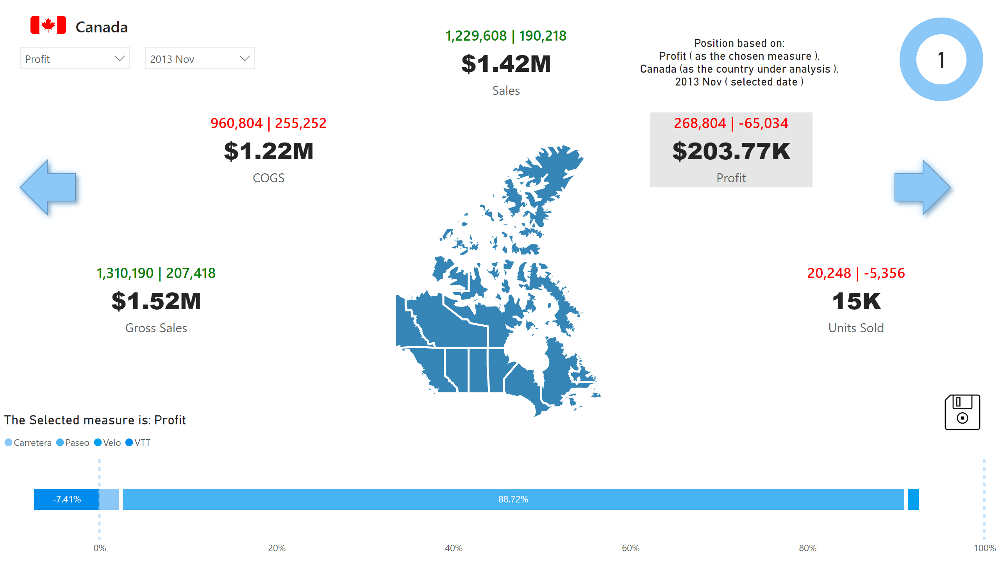 Canada
Profit
2013 Nov
1,229,608 | 190,218
$1.42M
Sales
Position based on:
Profit ( as the chosen measure ),
Canada (as the country under analysis ),
2013 Nov ( selected date )
1
960,804 | 255,252
$1.22M
COGS
268,804 | -65,034
$203.77K
Profit
1,310,190 | 207,418
$1.52M
Gross Sales
20,248 | -5,356
15K
Units Sold
The Selected measure is: Profit
Carretera Paseo Velo VTT
-7.41%
88.72%
0% 20% 40% 60% 80% 100%